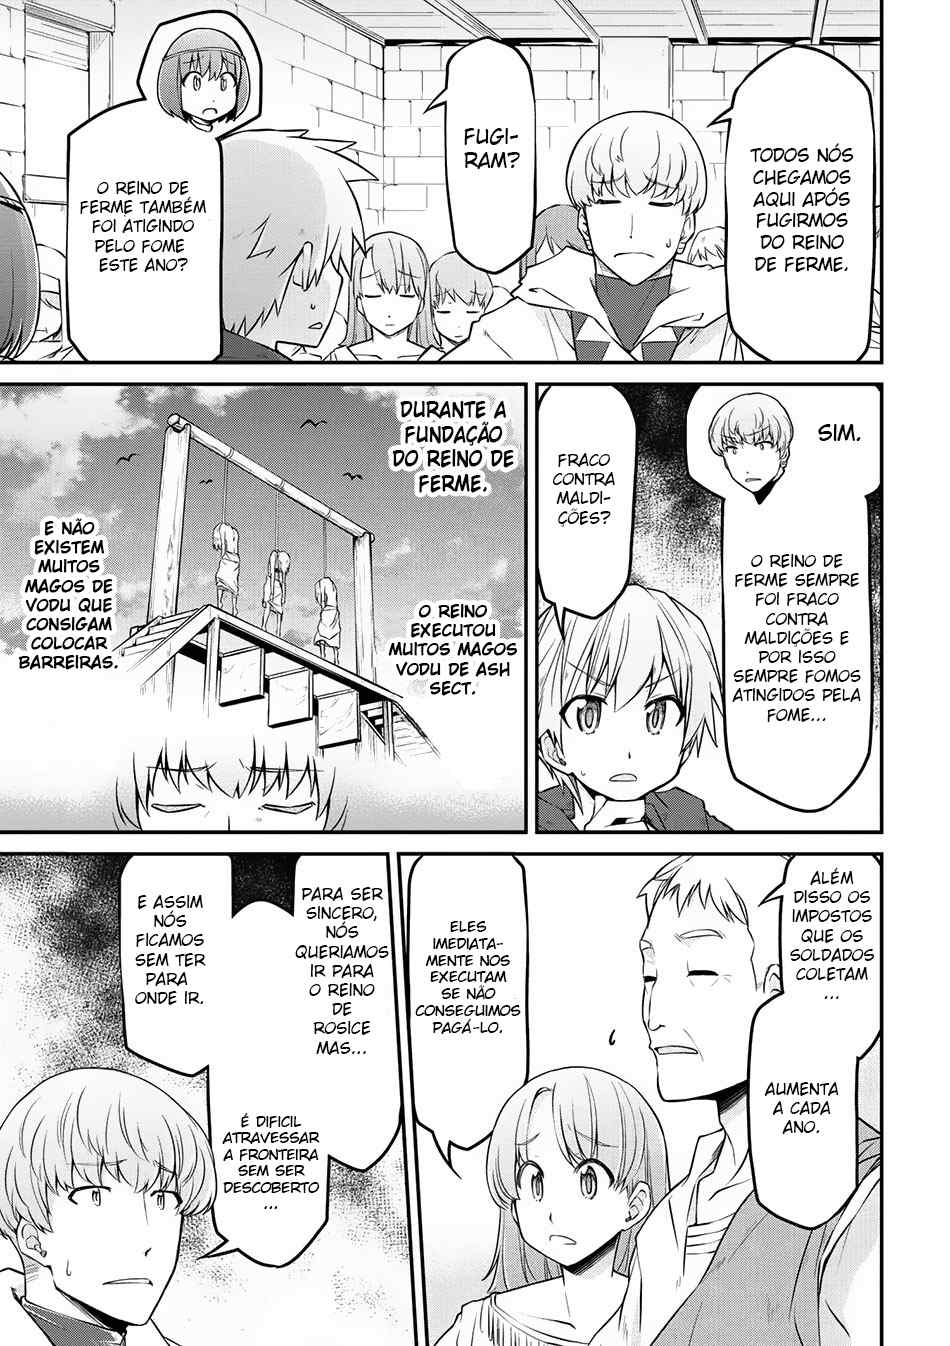 TODOS NÓS
CHEGAMOS
AQUI APÓS
FUGIRMOS
DO REINO
DE FERME.
FUGI-
RAM?
O REINO DE
FERME TAMBÉM
FOI ATIGINDO
PELO FOME
ESTE ANO?
SIM.
O REINO DE
FERME SEMPRE
FOI FRACO
CONTRA
MALDIÇÕES E
POR ISSO
SEMPRE FOMOS
ATINGIDOS PELA
FOME...
FRACO
CONTRA
MALDI-
ÇÕES?
DURANTE A
FUNDAÇÃO
DO REINO DE
FERME.
O REINO
EXECUTOU
MUITOS MAGOS
VODU DE ASH
SECT.
E NÃO
EXISTEM
MUITOS
MAGOS DE
VODU QUE
CONSIGAM
COLOCAR
BARREIRAS.
ALÉM
DISSO OS
IMPOSTOS
QUE OS
SOLDADOS
COLETAM
...
AUMENTA
A CADA
ANO.
ELES
IMEDIATA-
MENTE NOS
EXECUTAM
SE NÃO
CONSEGUIMOS
PAGÁ-LO.
PARA SER
SINCERO,
NÓS
QUERIAMOS
IR PARA
O REINO
DE
ROSICE
MAS...
É DIFICIL
ATRAVESSAR
A FRONTEIRA
SEM SER
DESCOBERTO
...
E ASSIM
NÓS
FICAMOS
SEM TER
PARA
ONDE IR.